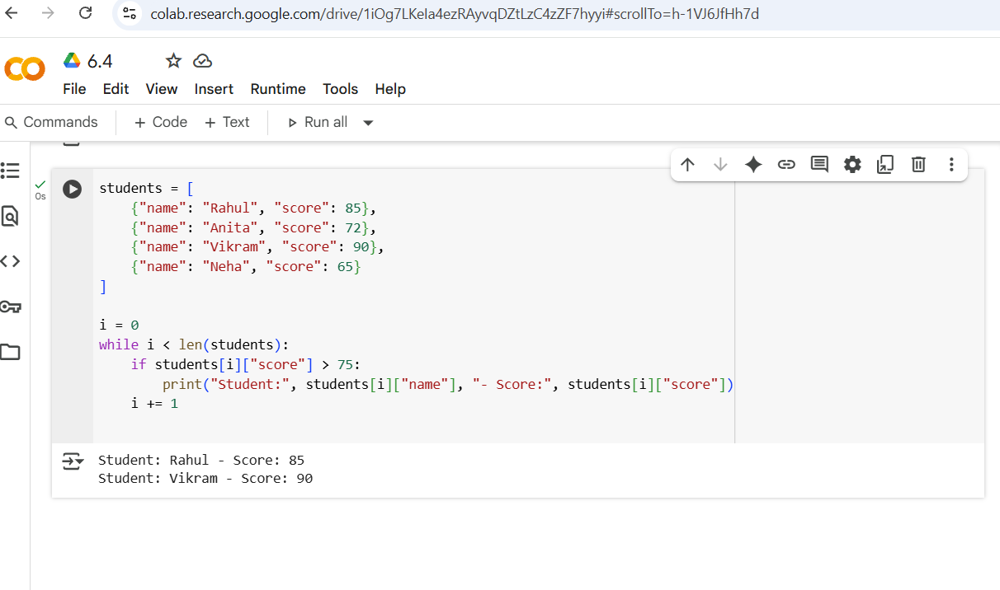 colab.research.google.com/drive/1iOg7LKeIa4ezRAyvqDZtLzC4zZF7hyyi#scrollTo=h-1VJ6JfHh7d
6.4
File Edit View Insert Runtime Tools Help
Commands + Code + Text Run all
0s
students = [
    {"name": "Rahul", "score": 85},
    {"name": "Anita", "score": 72},
    {"name": "Vikram", "score": 90},
    {"name": "Neha", "score": 65}
]
i = 0
while i < len(students):
    if students[i]["score"] > 75:
        print("Student:", students[i]["name"], "- Score:", students[i]["score"])
    i += 1
Student: Rahul - Score: 85
Student: Vikram - Score: 90